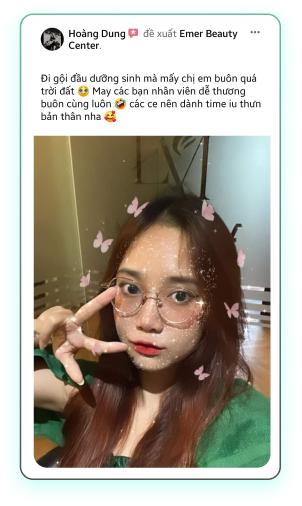 Hoàng Dung đề xuất Emer Beauty
Center.
Đi gội đầu dưỡng sinh mà mấy chị em buôn quá
trời đất 🥹 May các bạn nhân viên dễ thương
buôn cùng luôn 🤣 các ce nên dành time iu thưn
bản thân nha 🥰